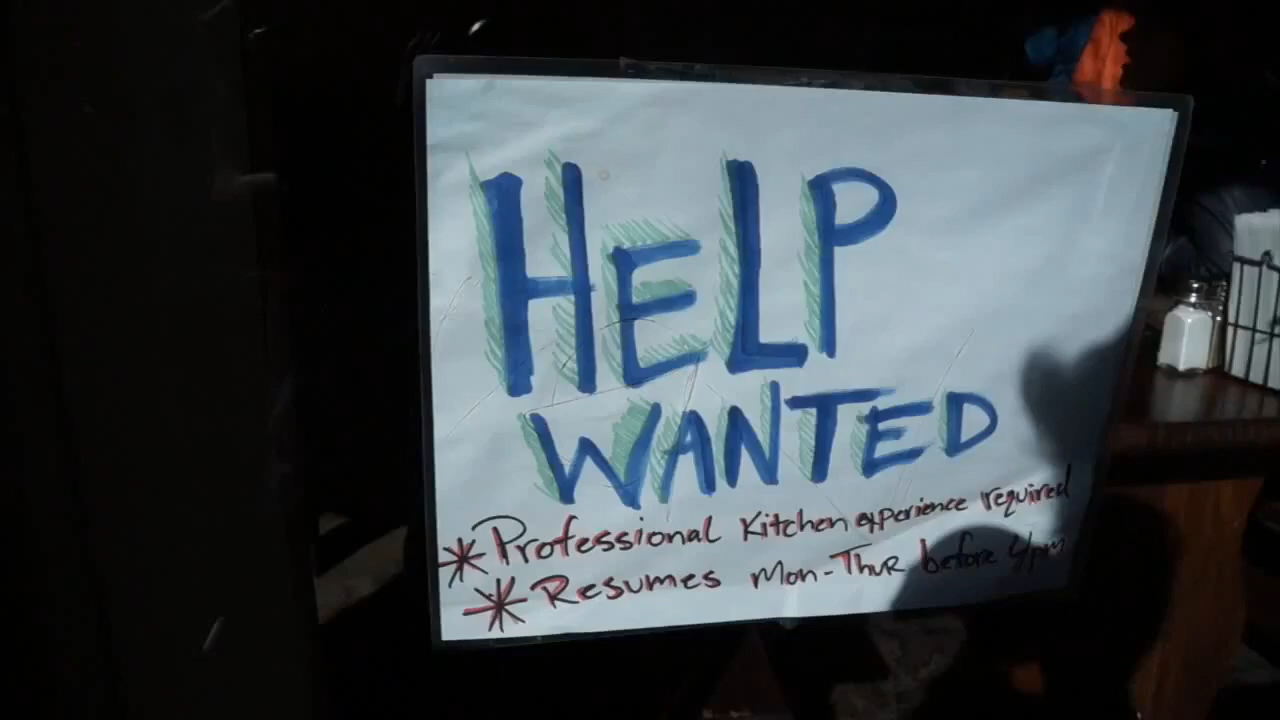 HELP
WANTED
* Professional Kitchen experience required
* Resumes Mon-Thur before 4pm